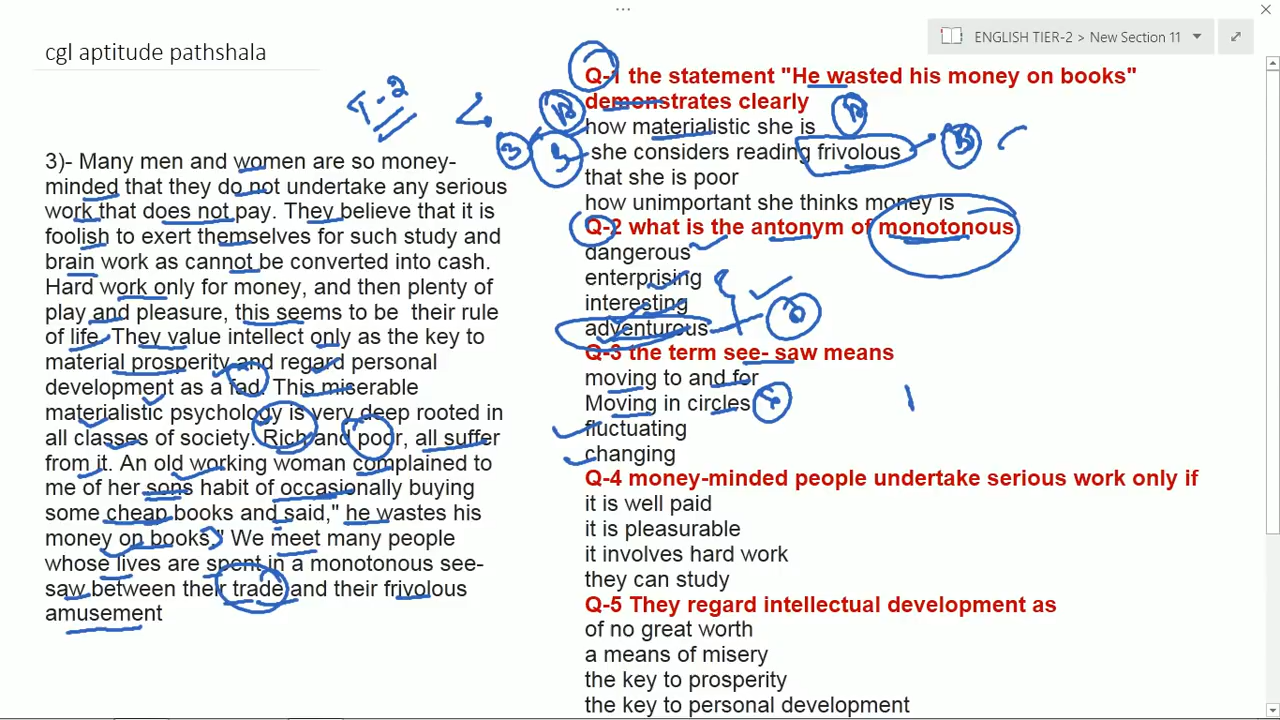 ENGLISH TIER-2 > New Section 11
cgl aptitude pathshala
T-2
3)- Many men and women are so money-
minded that they do not undertake any serious
work that does not pay. They believe that it is
foolish to exert themselves for such study and
brain work as cannot be converted into cash.
Hard work only for money, and then plenty of
play and pleasure, this seems to be their rule
of life. They value intellect only as the key to
material prosperity and regard personal
development as a fad. This miserable
materialistic psychology is very deep rooted in
all classes of society. Rich and poor, all suffer
from it. An old working woman complained to
me of her sons habit of occasionally buying
some cheap books and said," he wastes his
money on books," We meet many people
whose lives are spent in a monotonous see-
saw between their trade and their frivolous
amusement
Q-1 the statement "He wasted his money on books"
demonstrates clearly
how materialistic she is
she considers reading frivolous
that she is poor
how unimportant she thinks money is
Q-2 what is the antonym of monotonous
dangerous
enterprising
interesting
adventurous
Q-3 the term see- saw means
moving to and for
Moving in circles
fluctuating
changing
Q-4 money-minded people undertake serious work only if
it is well paid
it is pleasurable
it involves hard work
they can study
Q-5 They regard intellectual development as
of no great worth
a means of misery
the key to prosperity
the key to personal development